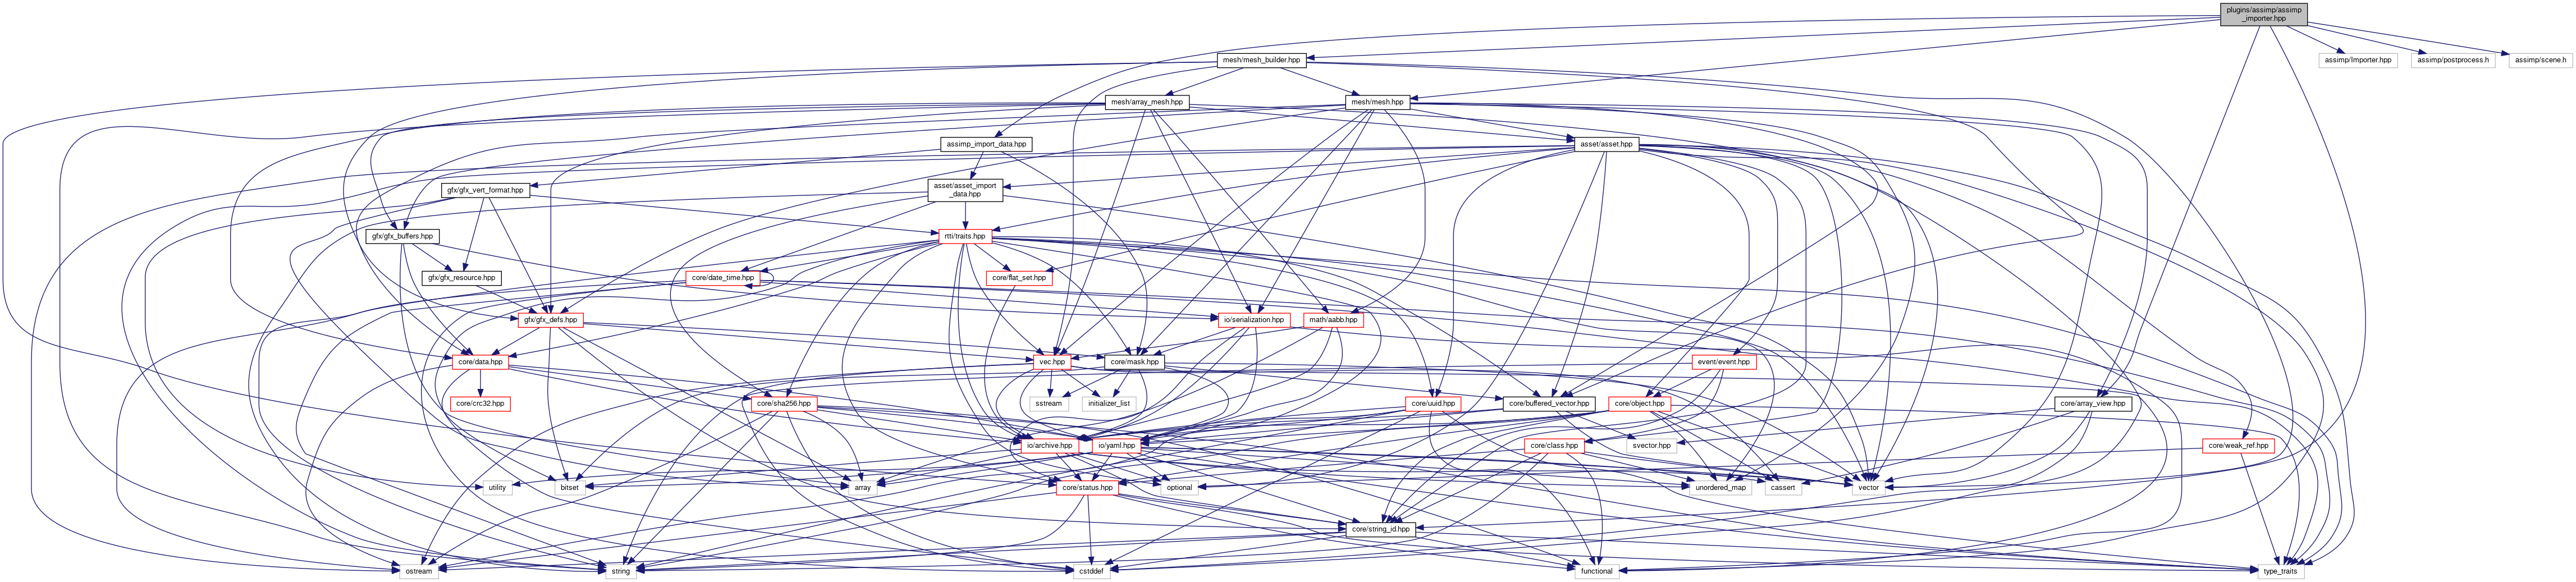 plugins/assimp/assimp
_importer.hpp
mesh/mesh_builder.hpp
assimp/Importer.hpp
assimp/postprocess.h
assimp/scene.h
mesh/array_mesh.hpp
mesh/mesh.hpp
assimp_import_data.hpp
asset/asset.hpp
gfx/gfx_vert_format.hpp
asset/asset_import
_data.hpp
gfx/gfx_buffers.hpp
rtti/traits.hpp
gfx/gfx_resource.hpp
core/date_time.hpp
core/flat_set.hpp
gfx/gfx_defs.hpp
io/serialization.hpp
math/aabb.hpp
core/data.hpp
vec.hpp
core/mask.hpp
event/event.hpp
core/crc32.hpp
core/sha256.hpp
sstream
initializer_list
core/uuid.hpp
core/buffered_vector.hpp
core/object.hpp
core/array_view.hpp
io/archive.hpp
io/yaml.hpp
core/class.hpp
svector.hpp
core/weak_ref.hpp
utility
bitset
array
core/status.hpp
optional
unordered_map
cassert
vector
core/string_id.hpp
ostream
string
cstddef
functional
type_traits